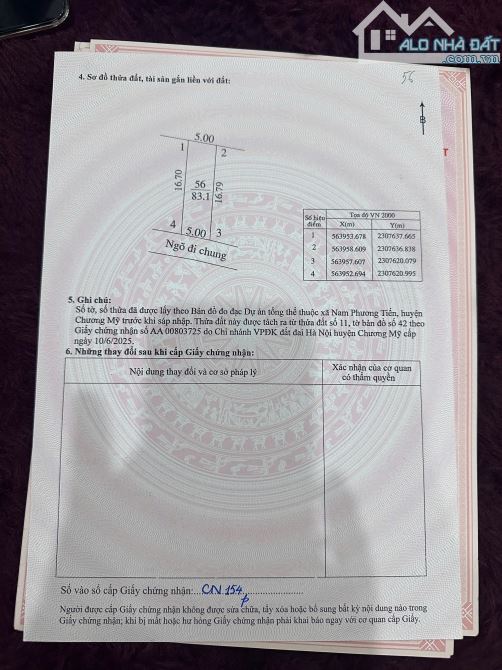 ALO NHÀ ĐẤT
.com.vn
4. Sơ đồ thửa đất, tài sản gắn liền với đất:
56
B
5.00
1
2
16.70
56
83.1
16.79
4
5.00
3
Ngõ đi chung
Số hiệu điểm
Tọa độ VN 2000
X(m)
Y(m)
1 563953.678 2307637.665
2 563958.609 2307636.838
3 563957.607 2307620.079
4 563952.694 2307620.995
5. Ghi chú:
Số tờ, số thửa đã được lấy theo Bản đồ đo đạc Dự án tổng thể thuộc xã Nam Phương Tiến, huyện
Chương Mỹ trước khi sáp nhập. Thửa đất này được tách ra từ thửa đất số 11, tờ bản đồ số 42 theo
Giấy chứng nhận số AA 00803725 do Chi nhánh VPĐK đất đai Hà Nội huyện Chương Mỹ cấp
ngày 10/6/2025.
6. Những thay đổi sau khi cấp Giấy chứng nhận:
Nội dung thay đổi và cơ sở pháp lý
Xác nhận của cơ quan
có thẩm quyền
Số vào sổ cấp Giấy chứng nhận:...CN 154...
Người được cấp Giấy chứng nhận không được sửa chữa, tẩy xóa hoặc bổ sung bất kỳ nội dung nào trong
Giấy chứng nhận; khi bị mất hoặc hư hỏng Giấy chứng nhận phải khai báo ngay với cơ quan cấp Giấy.